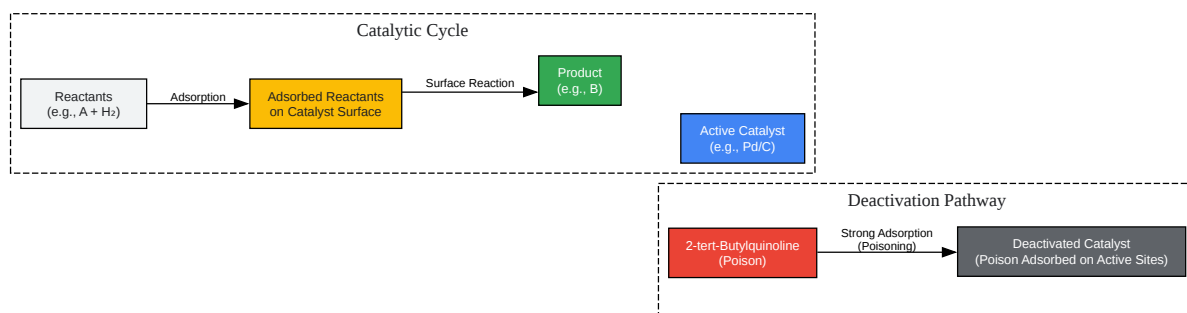 Catalytic Cycle
Reactants
(e.g., A + H₂)
Adsorption
Adsorbed Reactants
on Catalyst Surface
Surface Reaction
Product
(e.g., B)
Active Catalyst
(e.g., Pd/C)
Deactivation Pathway
2-tert-Butylquinoline
(Poison)
Strong Adsorption
(Poisoning)
Deactivated Catalyst
(Poison Adsorbed on Active Sites)